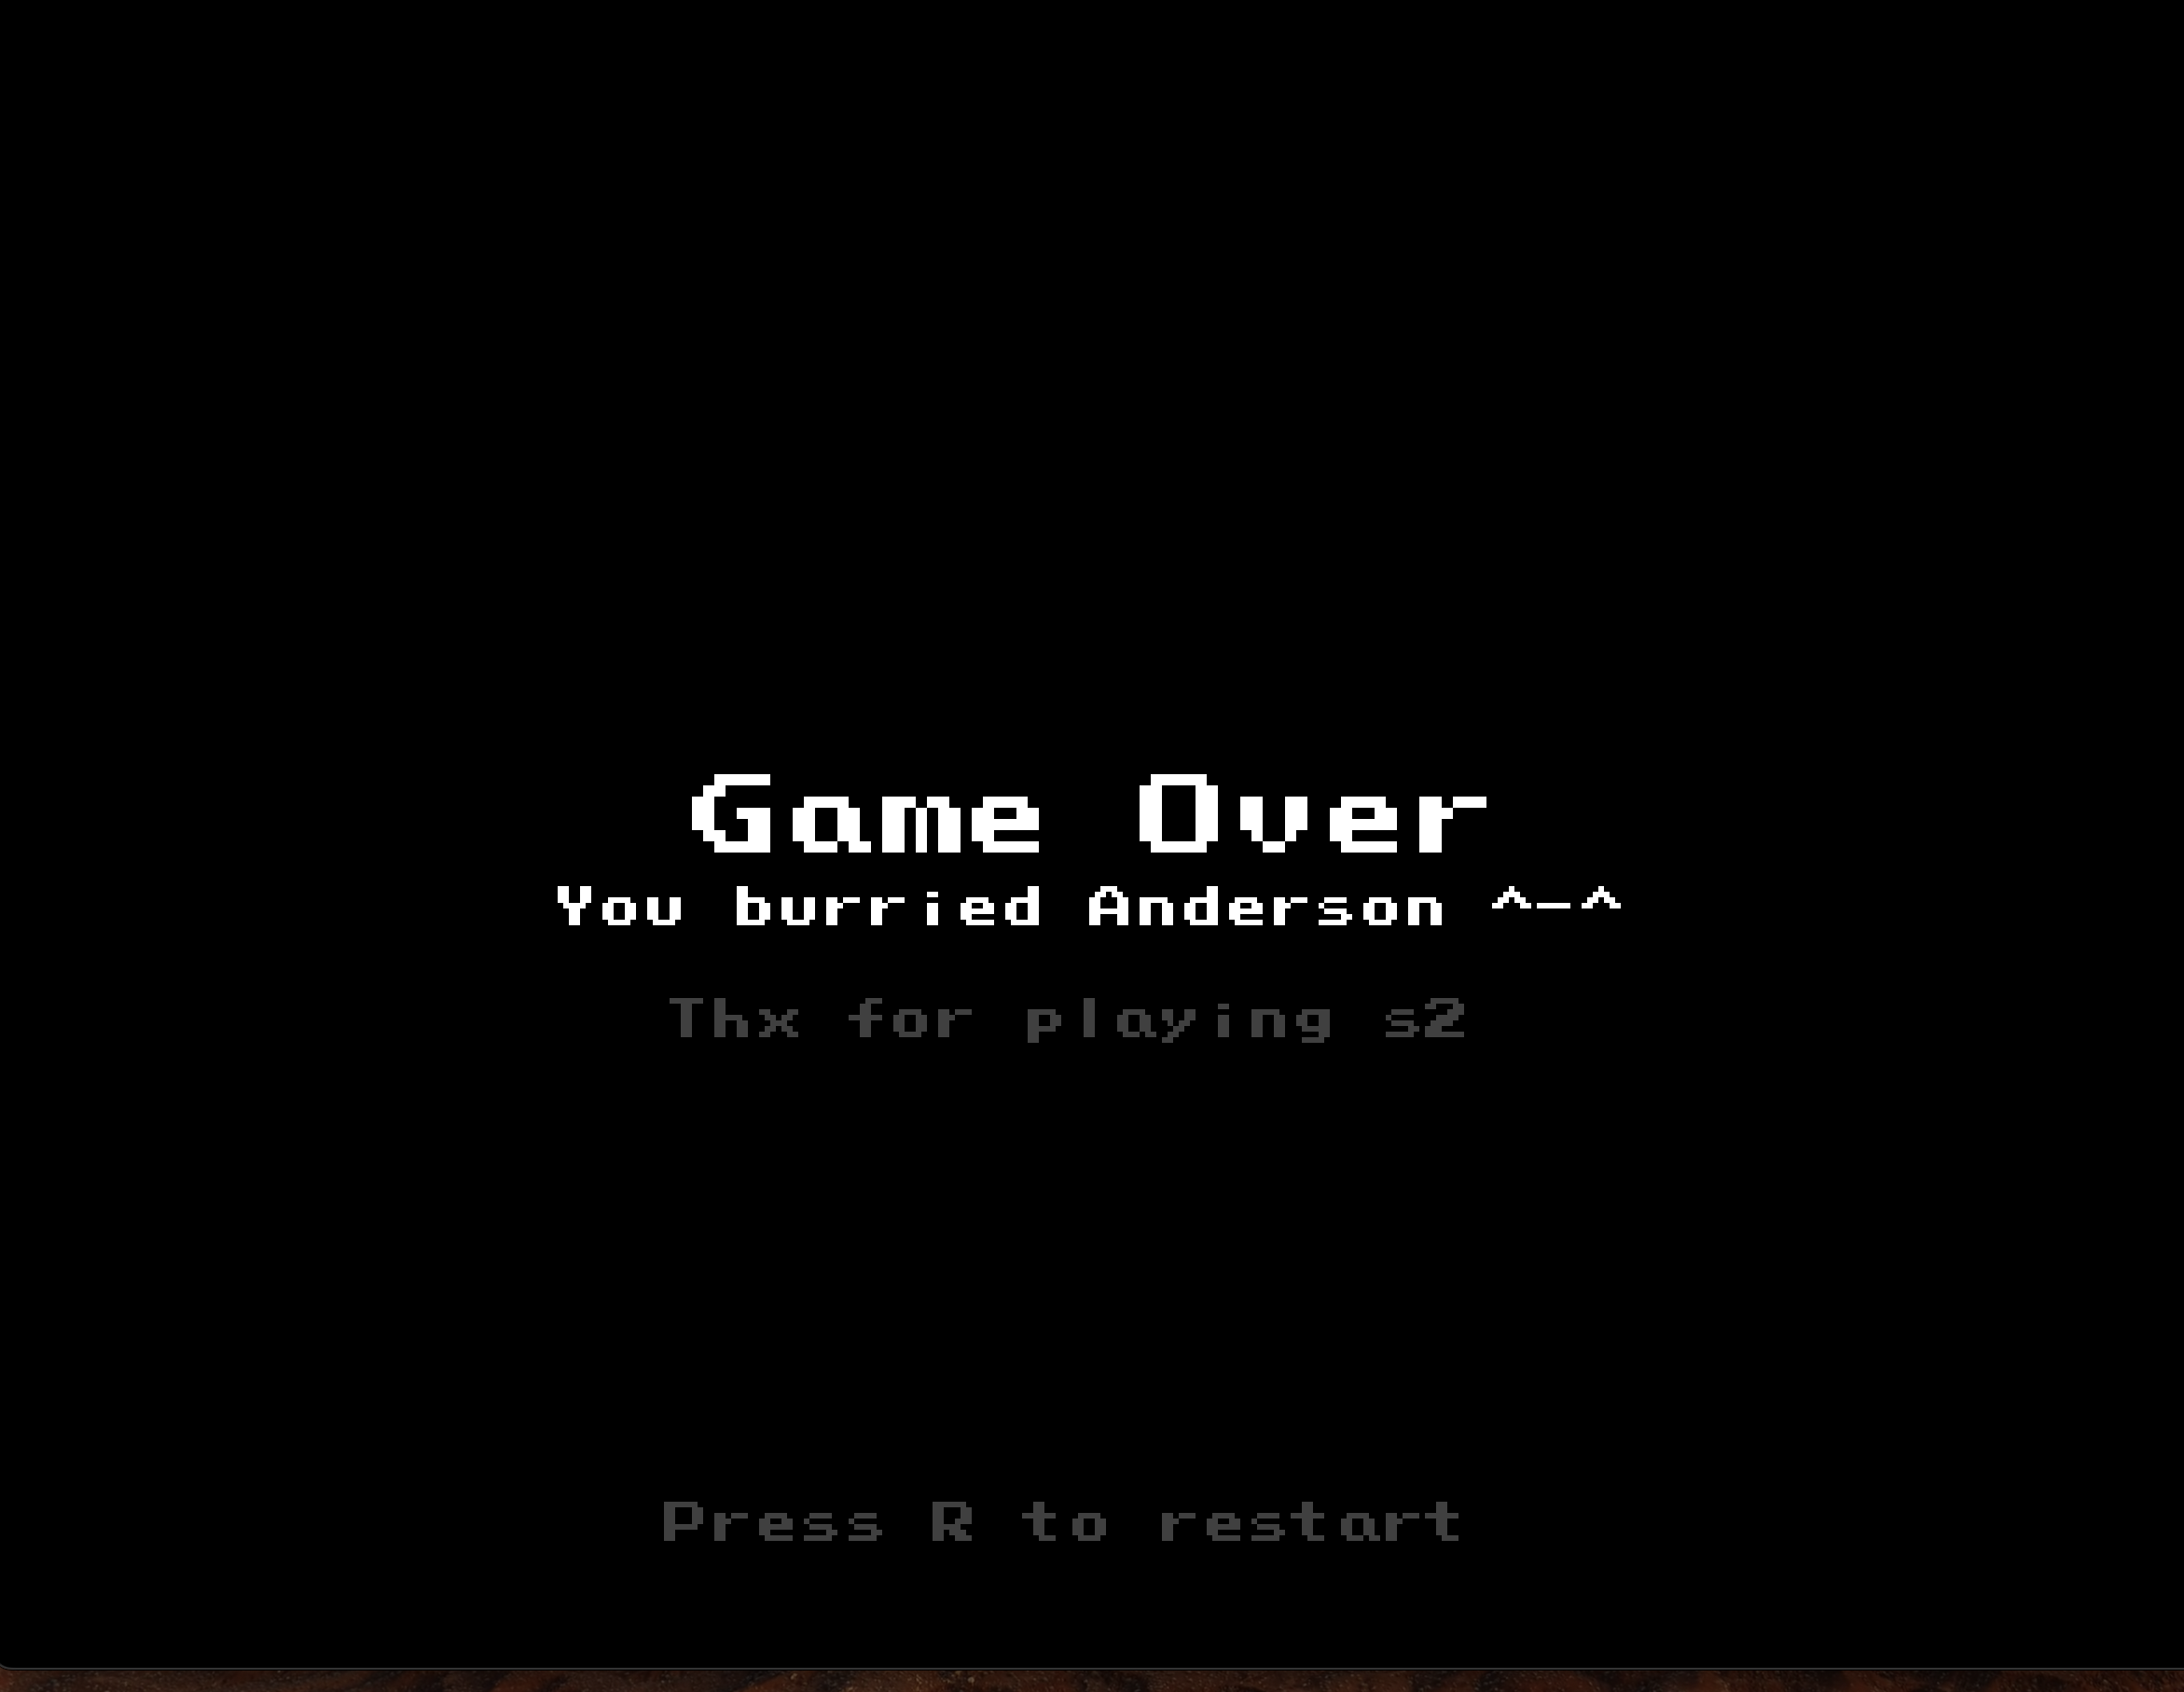 Game Over
You burried Anderson ^-^
Thx for playing s2
Press R to restart